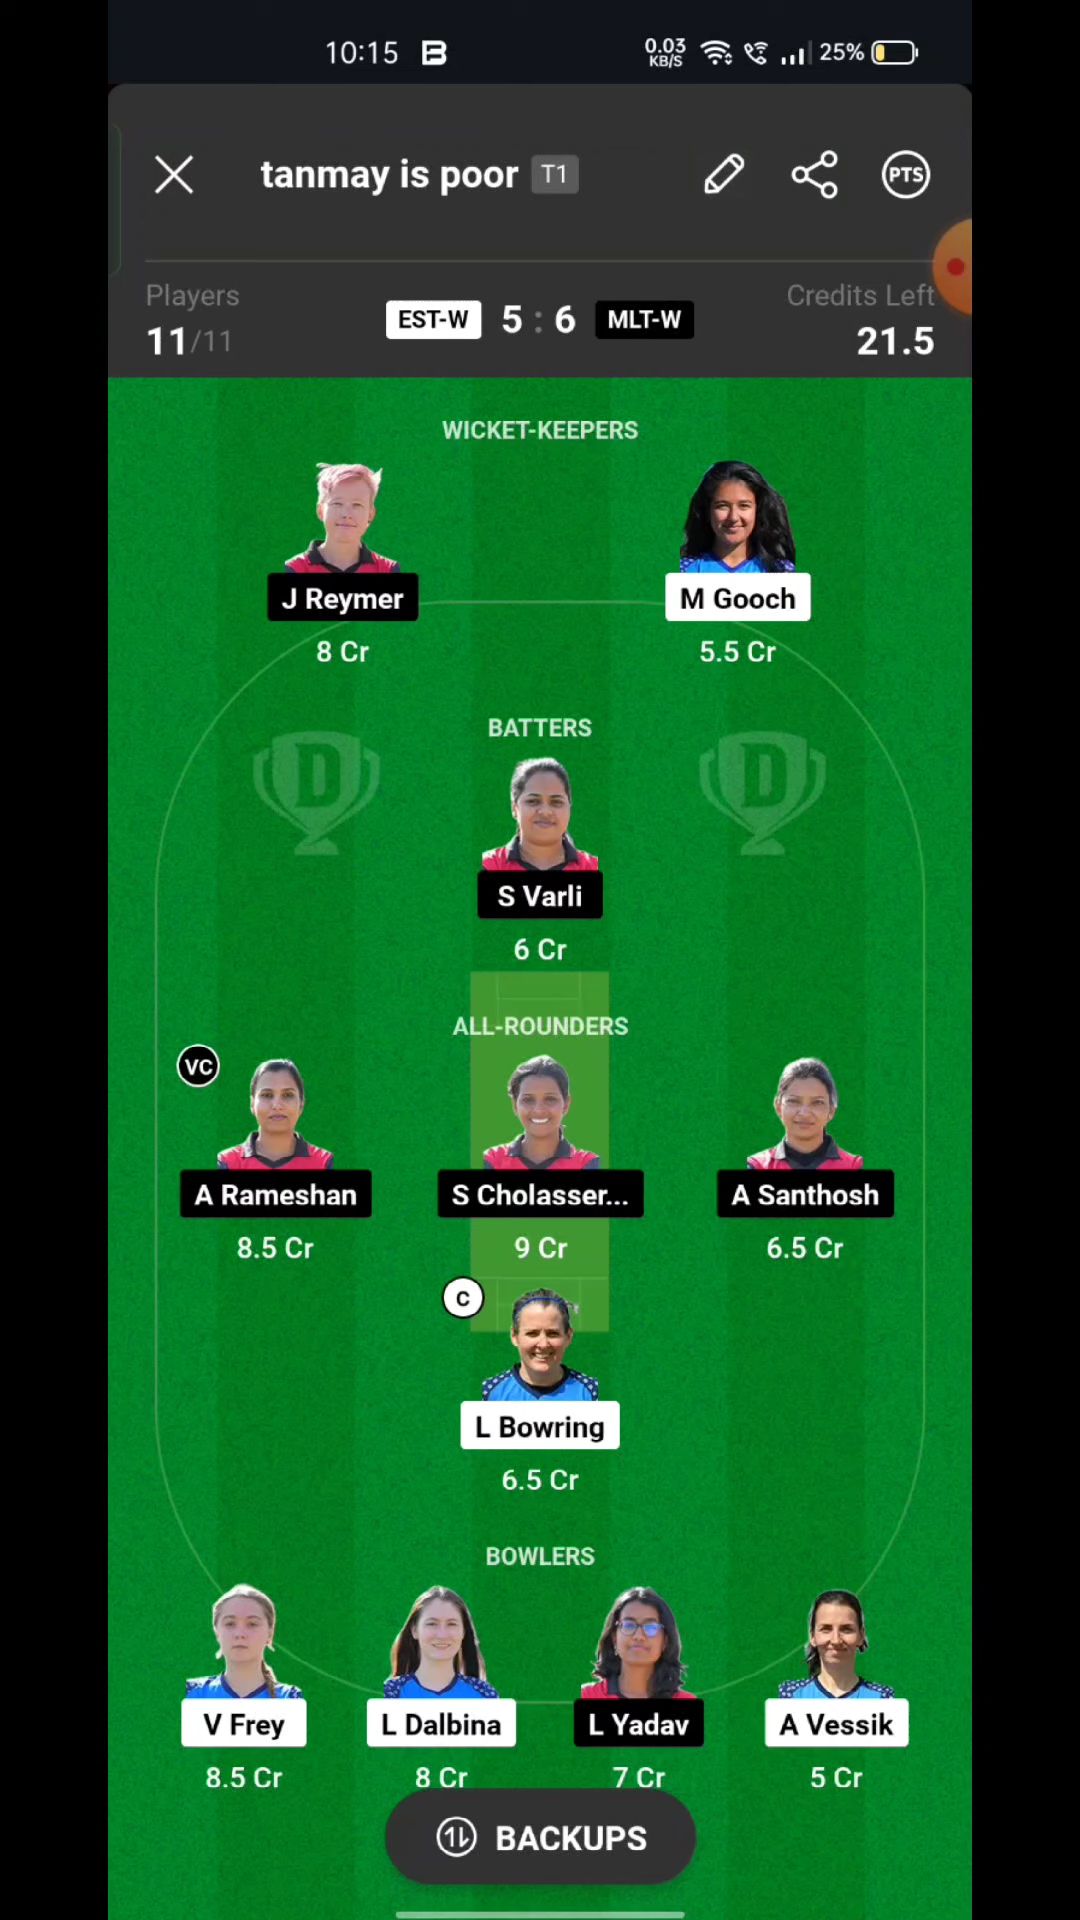 10:15
0.03
KB/S
25%
tanmay is poor T1
PTS
Players
11/11
EST-W 5 : 6 MLT-W
Credits Left
21.5
WICKET-KEEPERS
J Reymer
8 Cr
M Gooch
5.5 Cr
BATTERS
D
D
S Varli
6 Cr
ALL-ROUNDERS
VC
A Rameshan
8.5 Cr
S Cholasser...
9 Cr
A Santhosh
6.5 Cr
C
L Bowring
6.5 Cr
BOWLERS
V Frey
8.5 Cr
L Dalbina
8 Cr
L Yadav
7 Cr
A Vessik
5 Cr
BACKUPS